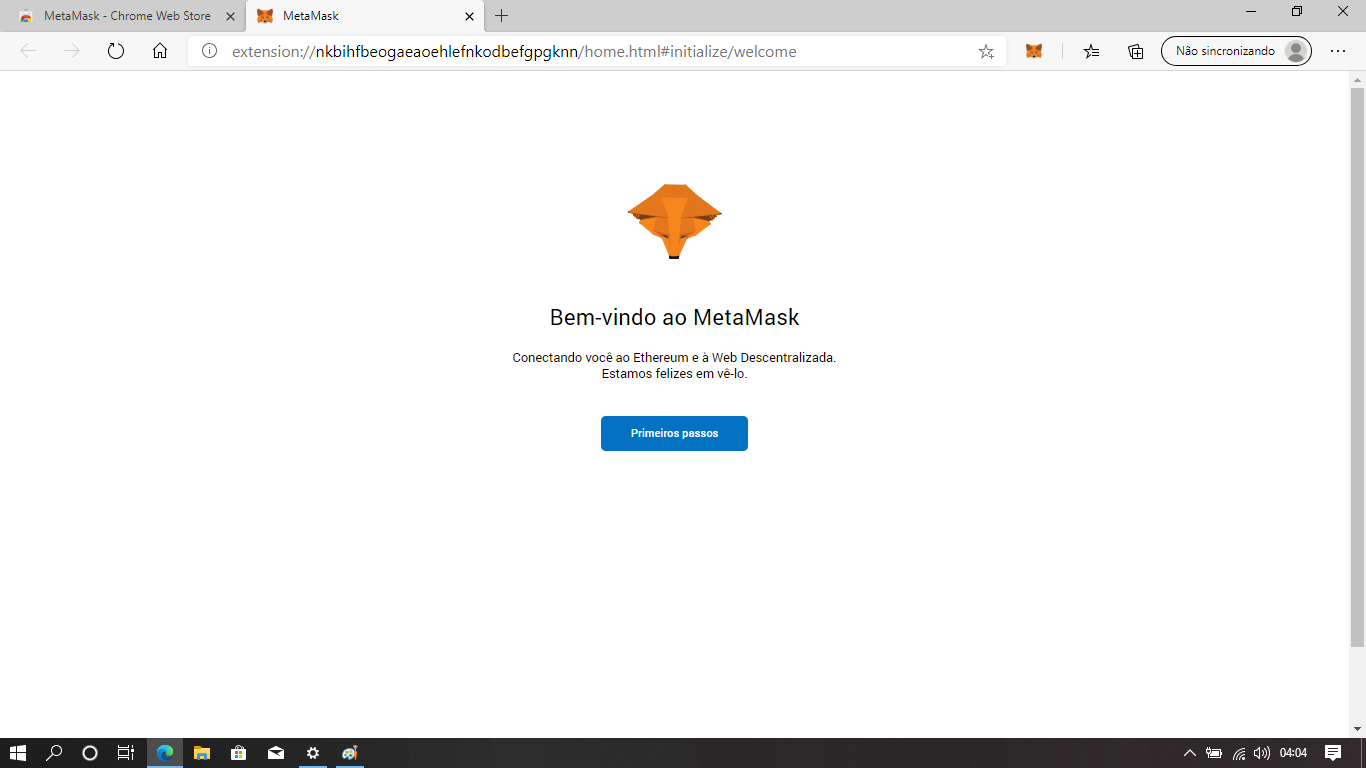 MetaMask - Chrome Web Store
MetaMask
extension://nkbihfbeogaeaoehlefnkodbefgpgknn/home.html#initialize/welcome
Não sincronizando
Bem-vindo ao MetaMask
Conectando você ao Ethereum e à Web Descentralizada.
Estamos felizes em vê-lo.
Primeiros passos
04:04